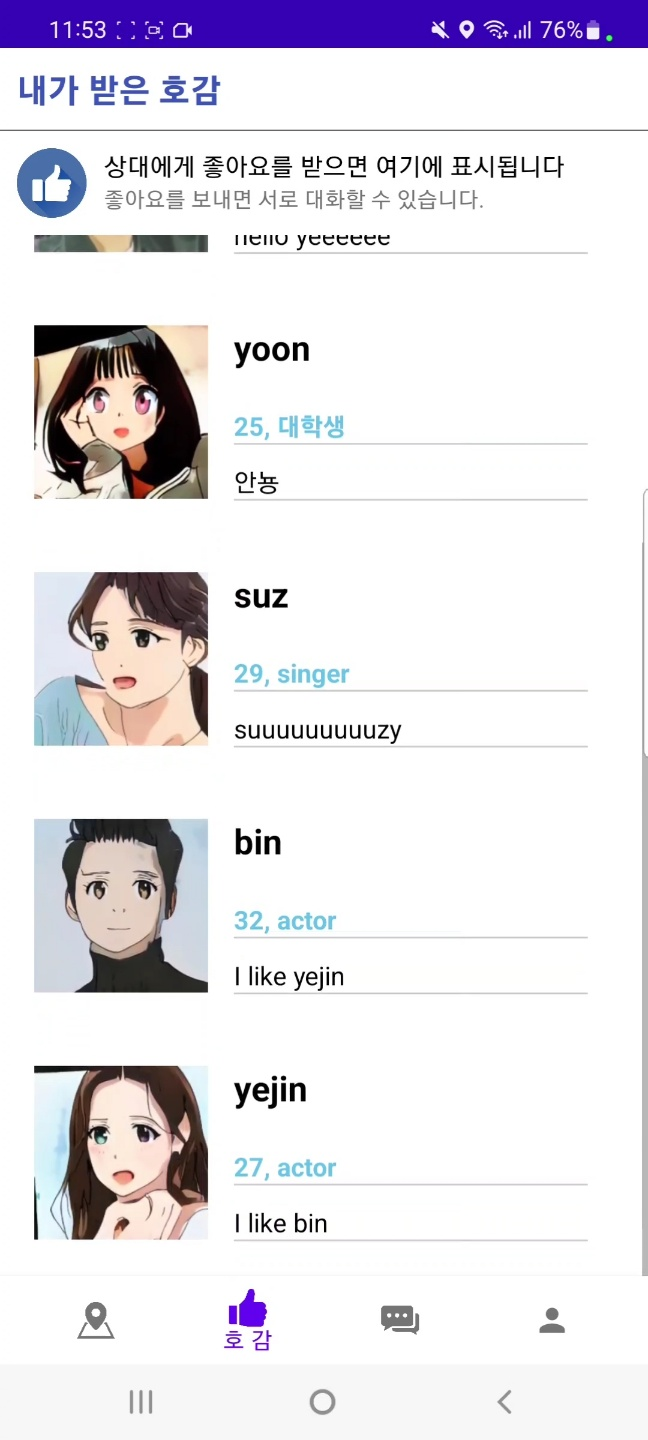 11:53
76%
내가 받은 호감
상대에게 좋아요를 받으면 여기에 표시됩니다
좋아요를 보내면 서로 대화할 수 있습니다.
hello yeeeeee
yoon
25, 대학생
안뇽
suz
29, singer
suuuuuuuuuzy
bin
32, actor
I like yejin
yejin
27, actor
I like bin
호 감